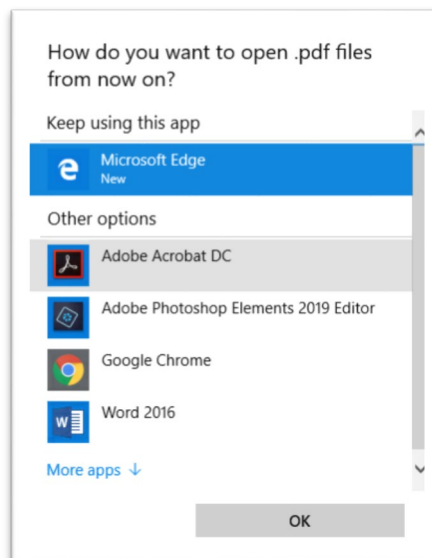 How do you want to open .pdf files
from now on?
Keep using this app
Microsoft Edge
New
Other options
Adobe Acrobat DC
Adobe Photoshop Elements 2019 Editor
Google Chrome
Word 2016
More apps ↓
OK